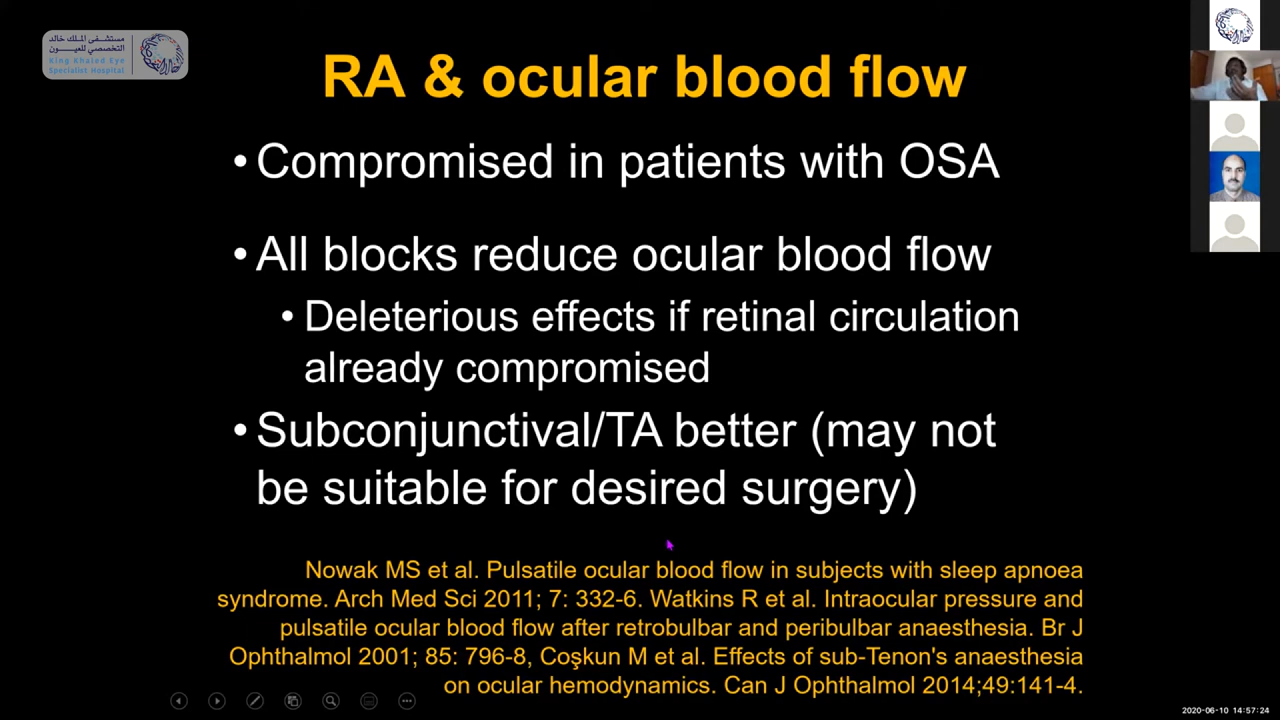 مستشفى الملك خالد
التخصصي للعيـــون
King Khaled Eye
Specialist Hospital
RA & ocular blood flow
• Compromised in patients with OSA
• All blocks reduce ocular blood flow
• Deleterious effects if retinal circulation
already compromised
• Subconjunctival/TA better (may not
be suitable for desired surgery)
Nowak MS et al. Pulsatile ocular blood flow in subjects with sleep apnoea
syndrome. Arch Med Sci 2011; 7: 332-6. Watkins R et al. Intraocular pressure and
pulsatile ocular blood flow after retrobulbar and peribulbar anaesthesia. Br J
Ophthalmol 2001; 85: 796-8, Coşkun M et al. Effects of sub-Tenon's anaesthesia
on ocular hemodynamics. Can J Ophthalmol 2014;49:141-4.
2020-06-10 14:57:24